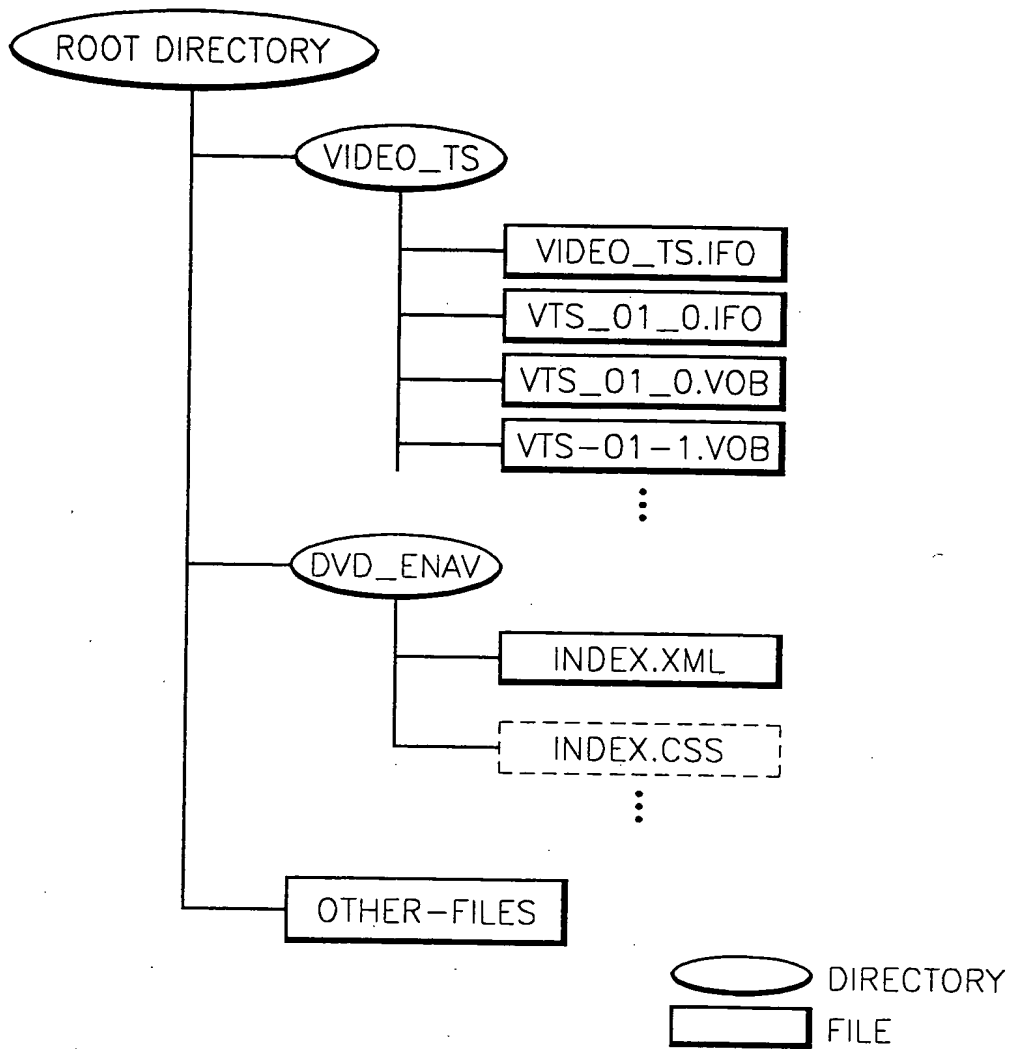 ROOT DIRECTORY
VIDEO_TS
VIDEO_TS.IFO
VTS_01_0.IFO
VTS_01_0.VOB
VTS-01-1.VOB
DVD_ENAV
INDEX.XML
INDEX.CSS
OTHER-FILES
DIRECTORY
FILE